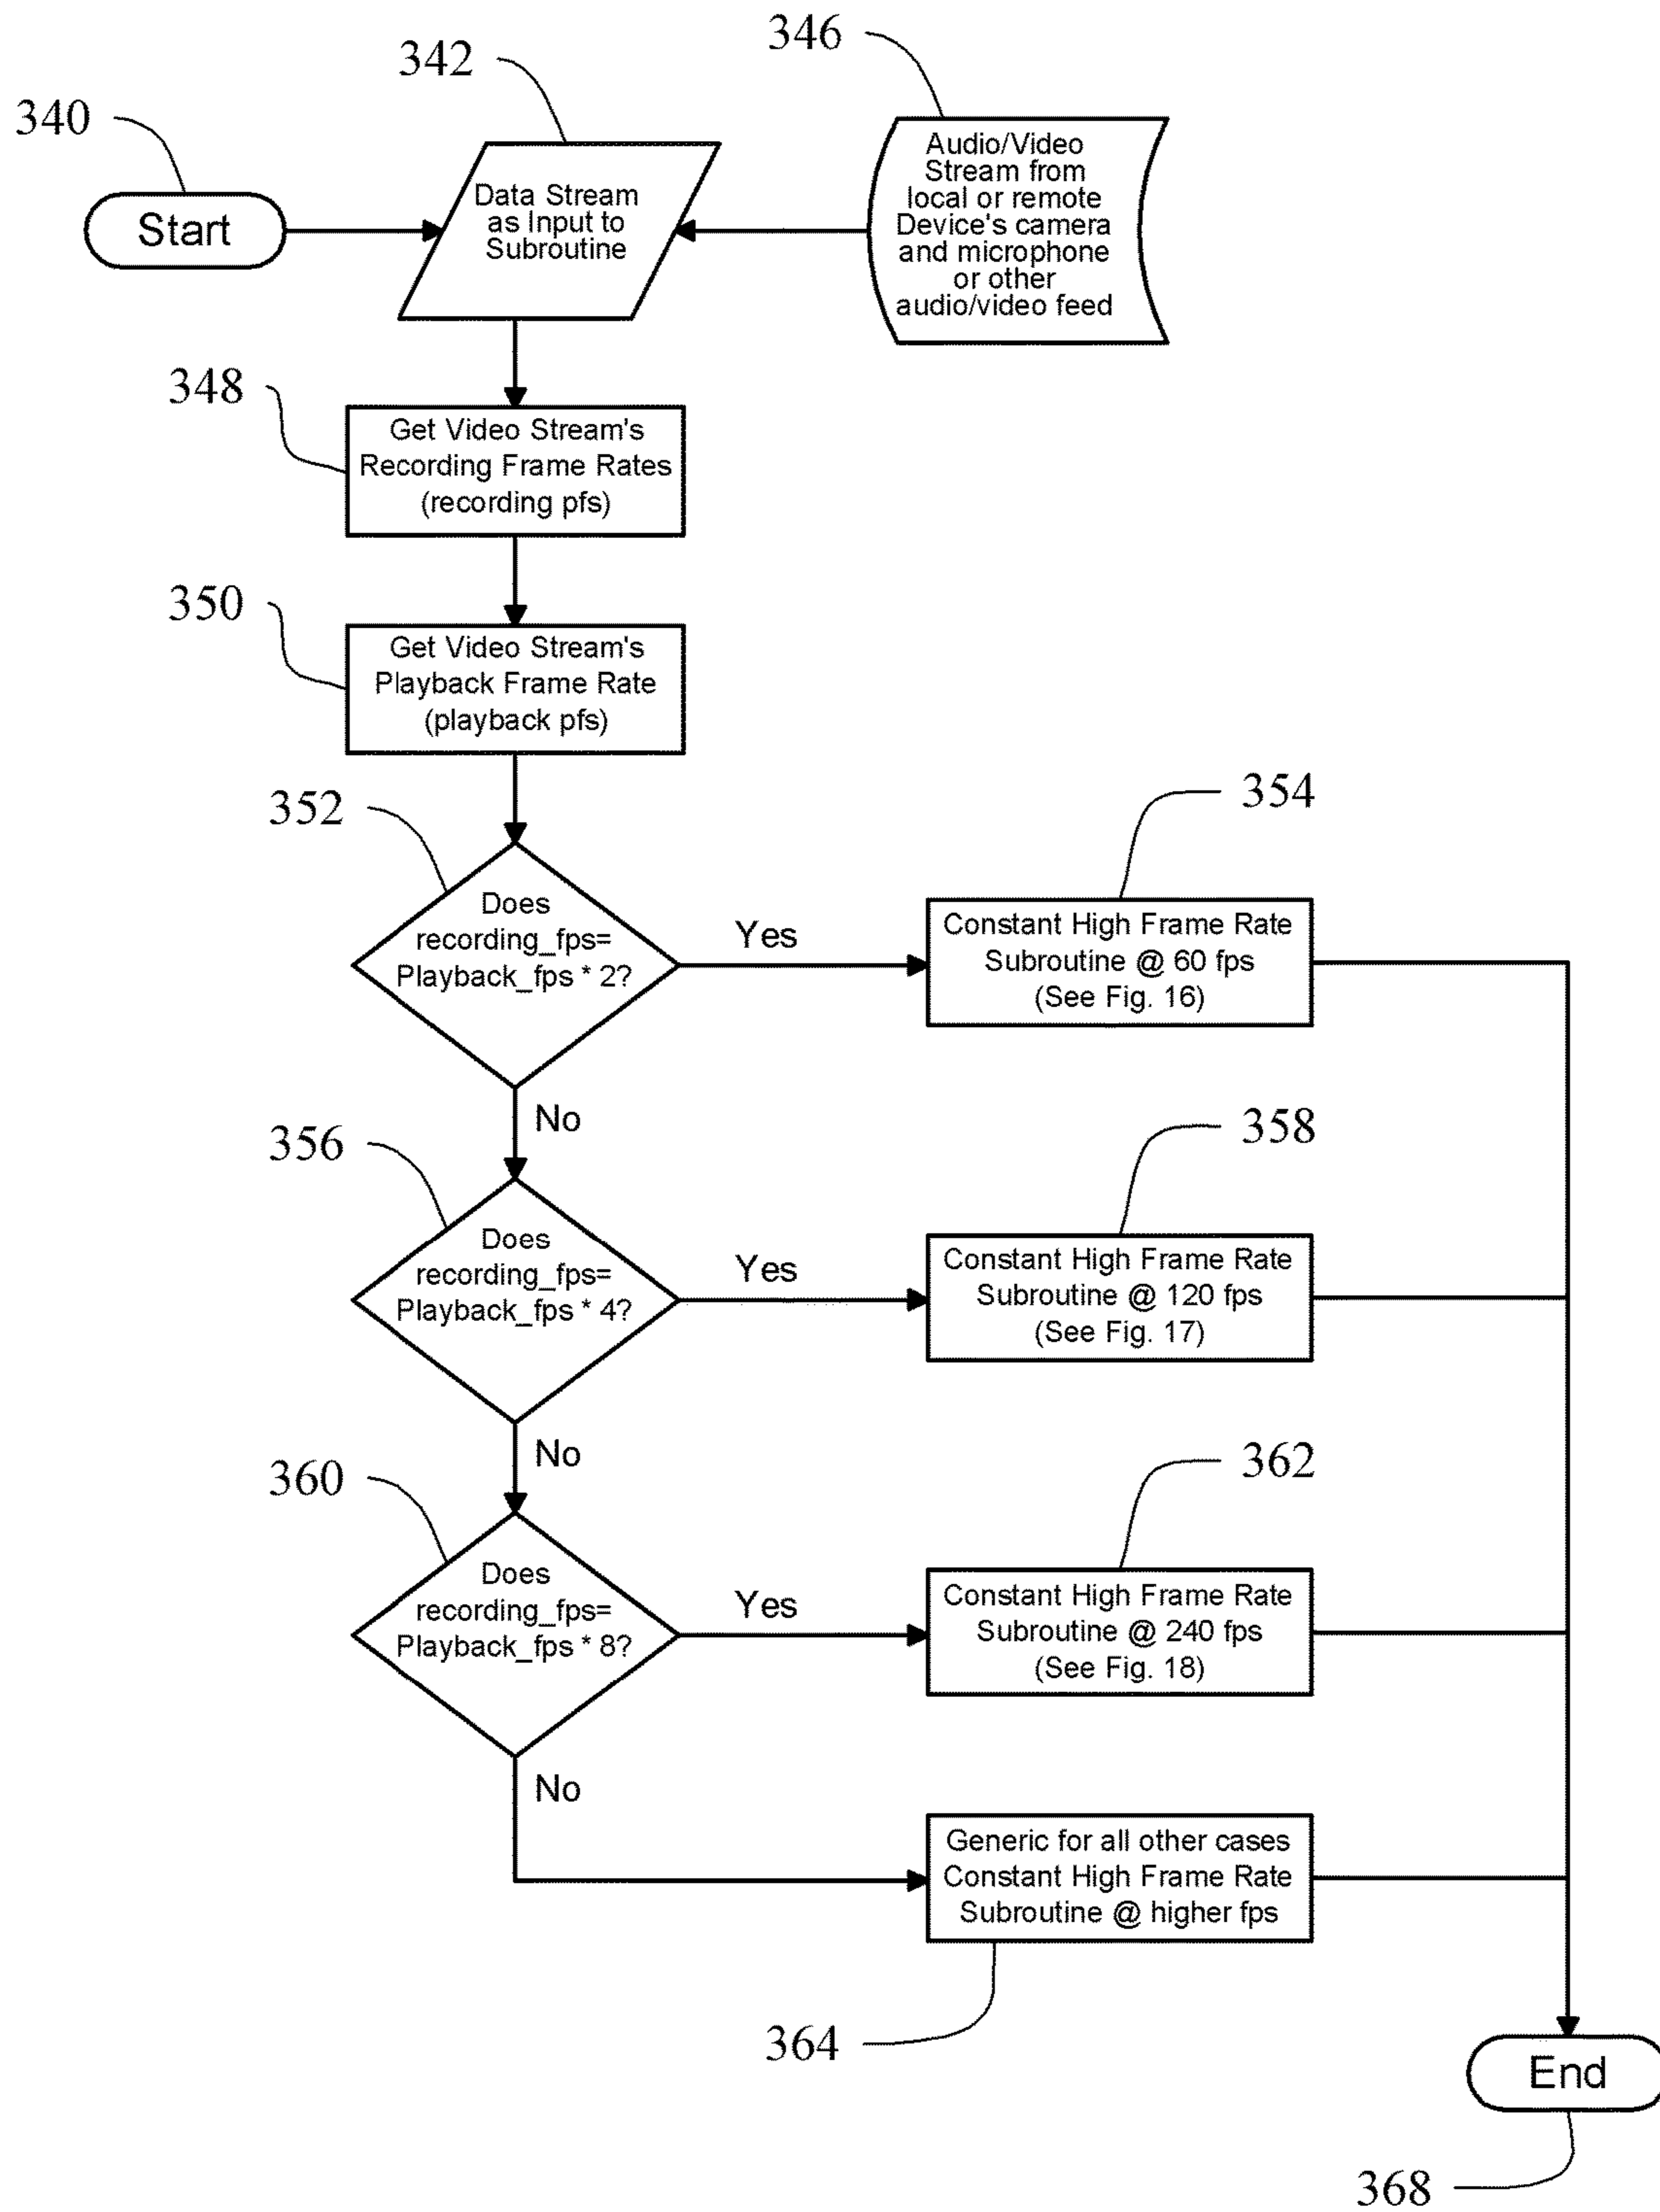 346
342
340
Audio/Video
Stream from
local or remote
Device's camera
and microphone
or other
audio/video feed
Data Stream
as Input to
Subroutine
Start
348
Get Video Stream's
Recording Frame Rates
(recording pfs)
350
Get Video Stream's
Playback Frame Rate
(playback pfs)
352
354
Does
recording_fps=
Playback_fps * 2?
Yes
Constant High Frame Rate
Subroutine @ 60 fps
(See Fig. 16)
No
356
358
Does
recording_fps=
Playback_fps * 4?
Yes
Constant High Frame Rate
Subroutine @ 120 fps
(See Fig. 17)
No
360
362
Does
recording_fps=
Playback_fps * 8?
Yes
Constant High Frame Rate
Subroutine @ 240 fps
(See Fig. 18)
No
Generic for all other cases
Constant High Frame Rate
Subroutine @ higher fps
364
End
368